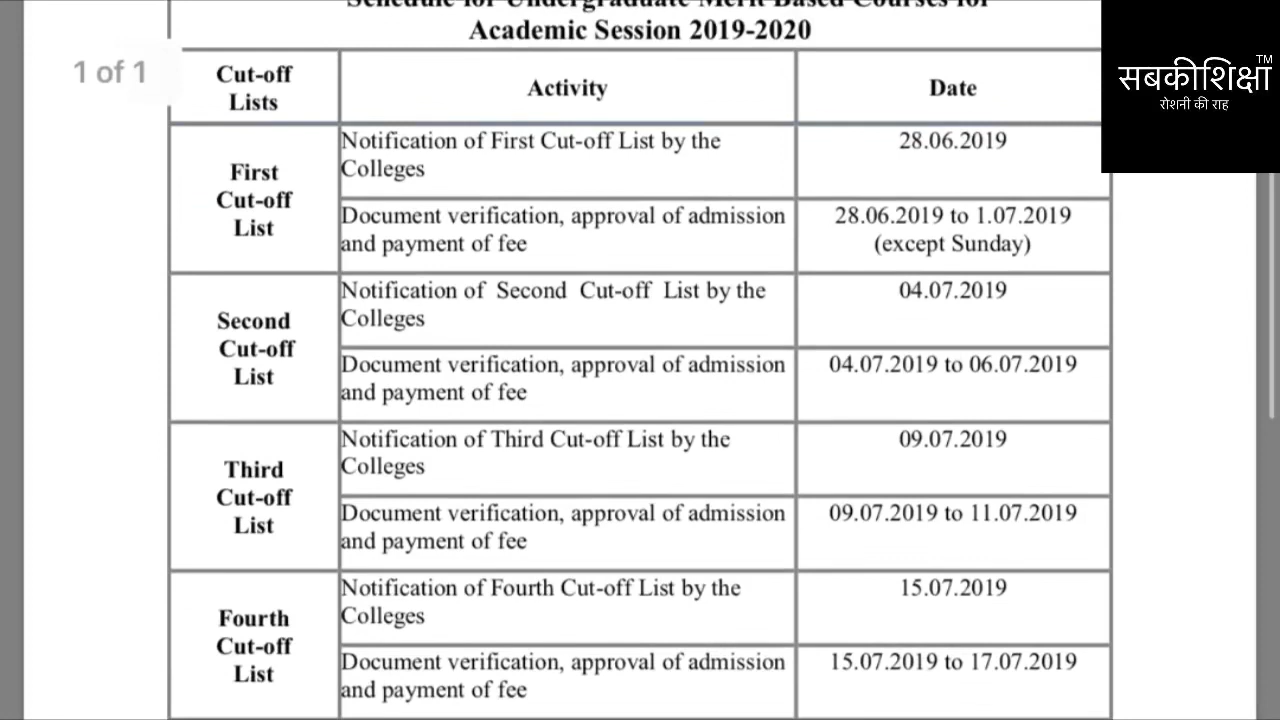 Schedule for Undergraduate Merit Based Courses for
Academic Session 2019-2020
1 of 1
सबकीशिक्षा™
रोशनी की राह
Cut-off
Lists
Activity
Date
First
Cut-off
List
Notification of First Cut-off List by the
Colleges
28.06.2019
Document verification, approval of admission
and payment of fee
28.06.2019 to 1.07.2019
(except Sunday)
Second
Cut-off
List
Notification of Second Cut-off List by the
Colleges
04.07.2019
Document verification, approval of admission
and payment of fee
04.07.2019 to 06.07.2019
Third
Cut-off
List
Notification of Third Cut-off List by the
Colleges
09.07.2019
Document verification, approval of admission
and payment of fee
09.07.2019 to 11.07.2019
Fourth
Cut-off
List
Notification of Fourth Cut-off List by the
Colleges
15.07.2019
Document verification, approval of admission
and payment of fee
15.07.2019 to 17.07.2019